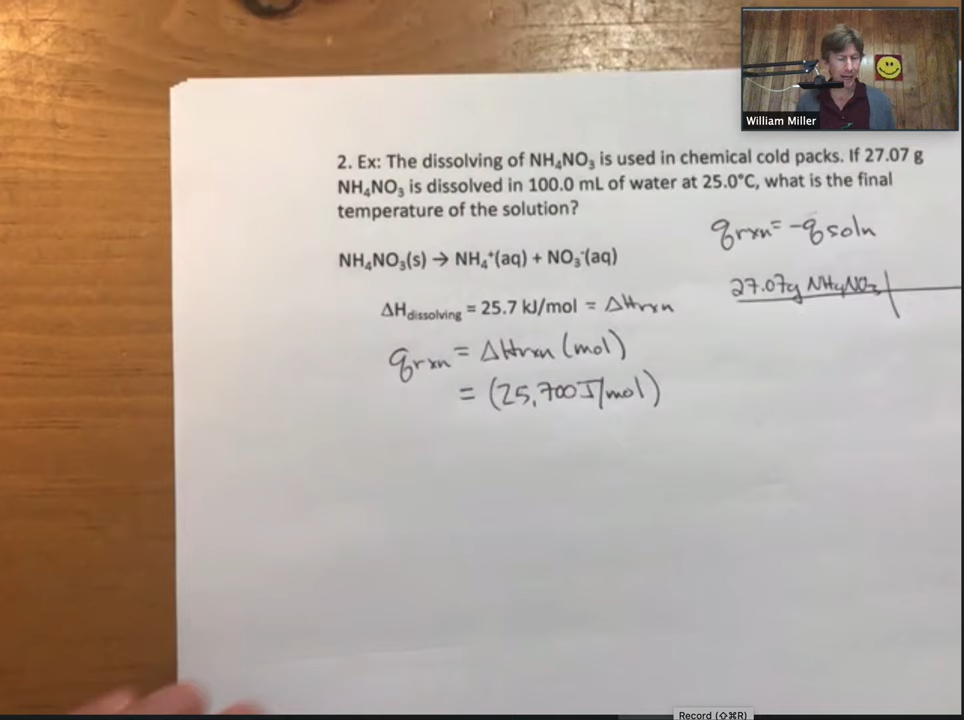 William Miller
2. Ex: The dissolving of NH₄NO₃ is used in chemical cold packs. If 27.07 g
NH₄NO₃ is dissolved in 100.0 mL of water at 25.0°C, what is the final
temperature of the solution?
qrxn = -qsoln
NH₄NO₃(s) → NH₄⁺(aq) + NO₃⁻(aq)
27.07g NH₄NO₃
ΔHdissolving = 25.7 kJ/mol = ΔHrxn
qrxn = ΔHrxn (mol)
= (25,700J/mol)
Record (⇧⌘R)